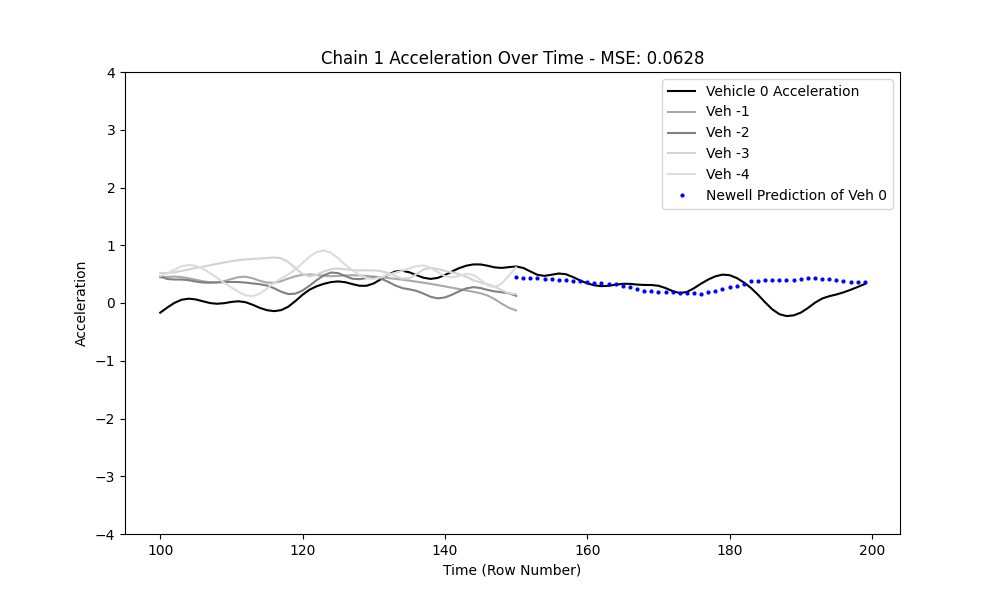 Chain 1 Acceleration Over Time - MSE: 0.0628
Vehicle 0 Acceleration
Veh -1
Veh -2
Veh -3
Veh -4
Newell Prediction of Veh 0
Acceleration
4
3
2
1
0
−1
−2
−3
−4
100
120
140
160
180
200
Time (Row Number)